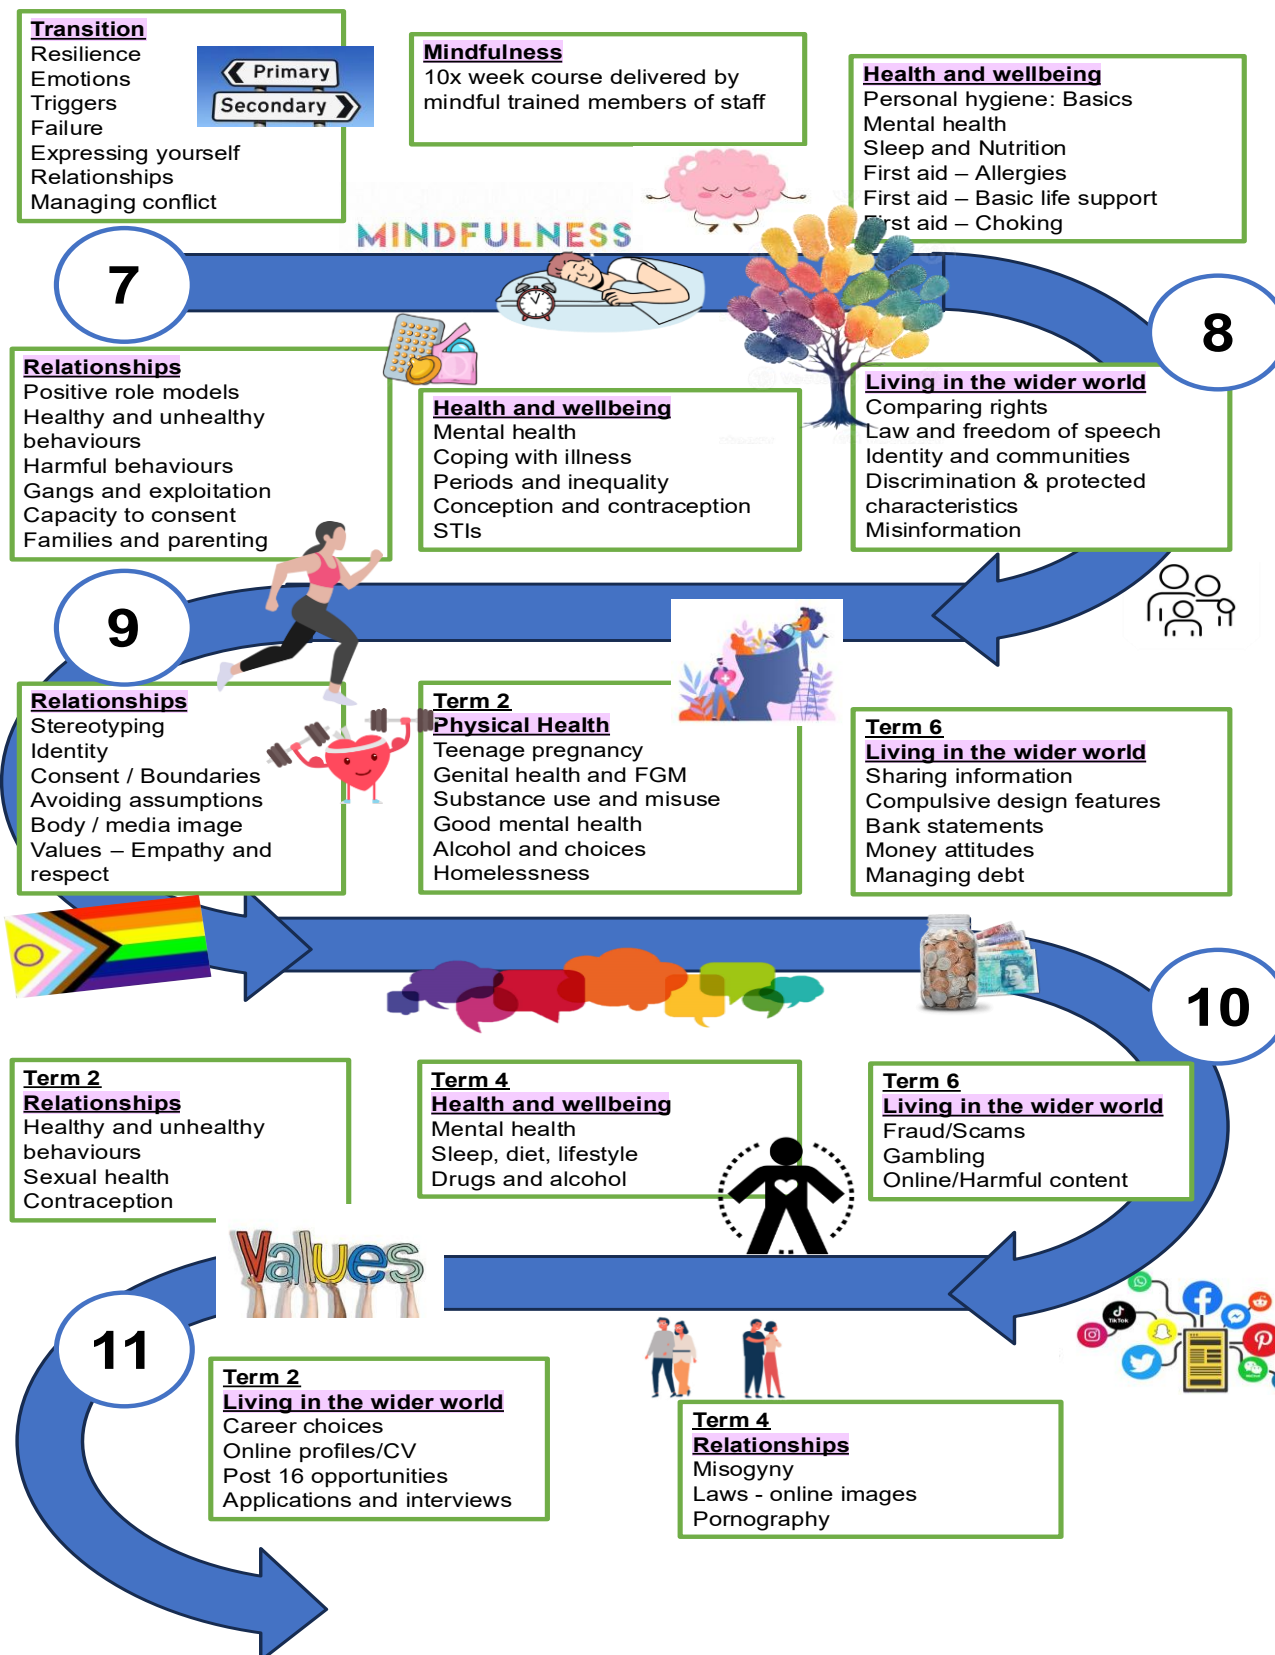 Transition
Resilience
Emotions
Triggers
Failure
Expressing yourself
Relationships
Managing conflict
Primary
Secondary
Mindfulness
10x week course delivered by
mindful trained members of staff
Health and wellbeing
Personal hygiene: Basics
Mental health
Sleep and Nutrition
First aid – Allergies
First aid – Basic life support
First aid – Choking
MINDFULNESS
7
8
Relationships
Positive role models
Healthy and unhealthy
behaviours
Harmful behaviours
Gangs and exploitation
Capacity to consent
Families and parenting
Health and wellbeing
Mental health
Coping with illness
Periods and inequality
Conception and contraception
STIs
Living in the wider world
Comparing rights
Law and freedom of speech
Identity and communities
Discrimination & protected
characteristics
Misinformation
9
Relationships
Stereotyping
Identity
Consent / Boundaries
Avoiding assumptions
Body / media image
Values – Empathy and
respect
Term 2
Physical Health
Teenage pregnancy
Genital health and FGM
Substance use and misuse
Good mental health
Alcohol and choices
Homelessness
Term 6
Living in the wider world
Sharing information
Compulsive design features
Bank statements
Money attitudes
Managing debt
10
Term 2
Relationships
Healthy and unhealthy
behaviours
Sexual health
Contraception
Term 4
Health and wellbeing
Mental health
Sleep, diet, lifestyle
Drugs and alcohol
Term 6
Living in the wider world
Fraud/Scams
Gambling
Online/Harmful content
Values
TikTok
11
Term 2
Living in the wider world
Career choices
Online profiles/CV
Post 16 opportunities
Applications and interviews
Term 4
Relationships
Misogyny
Laws - online images
Pornography